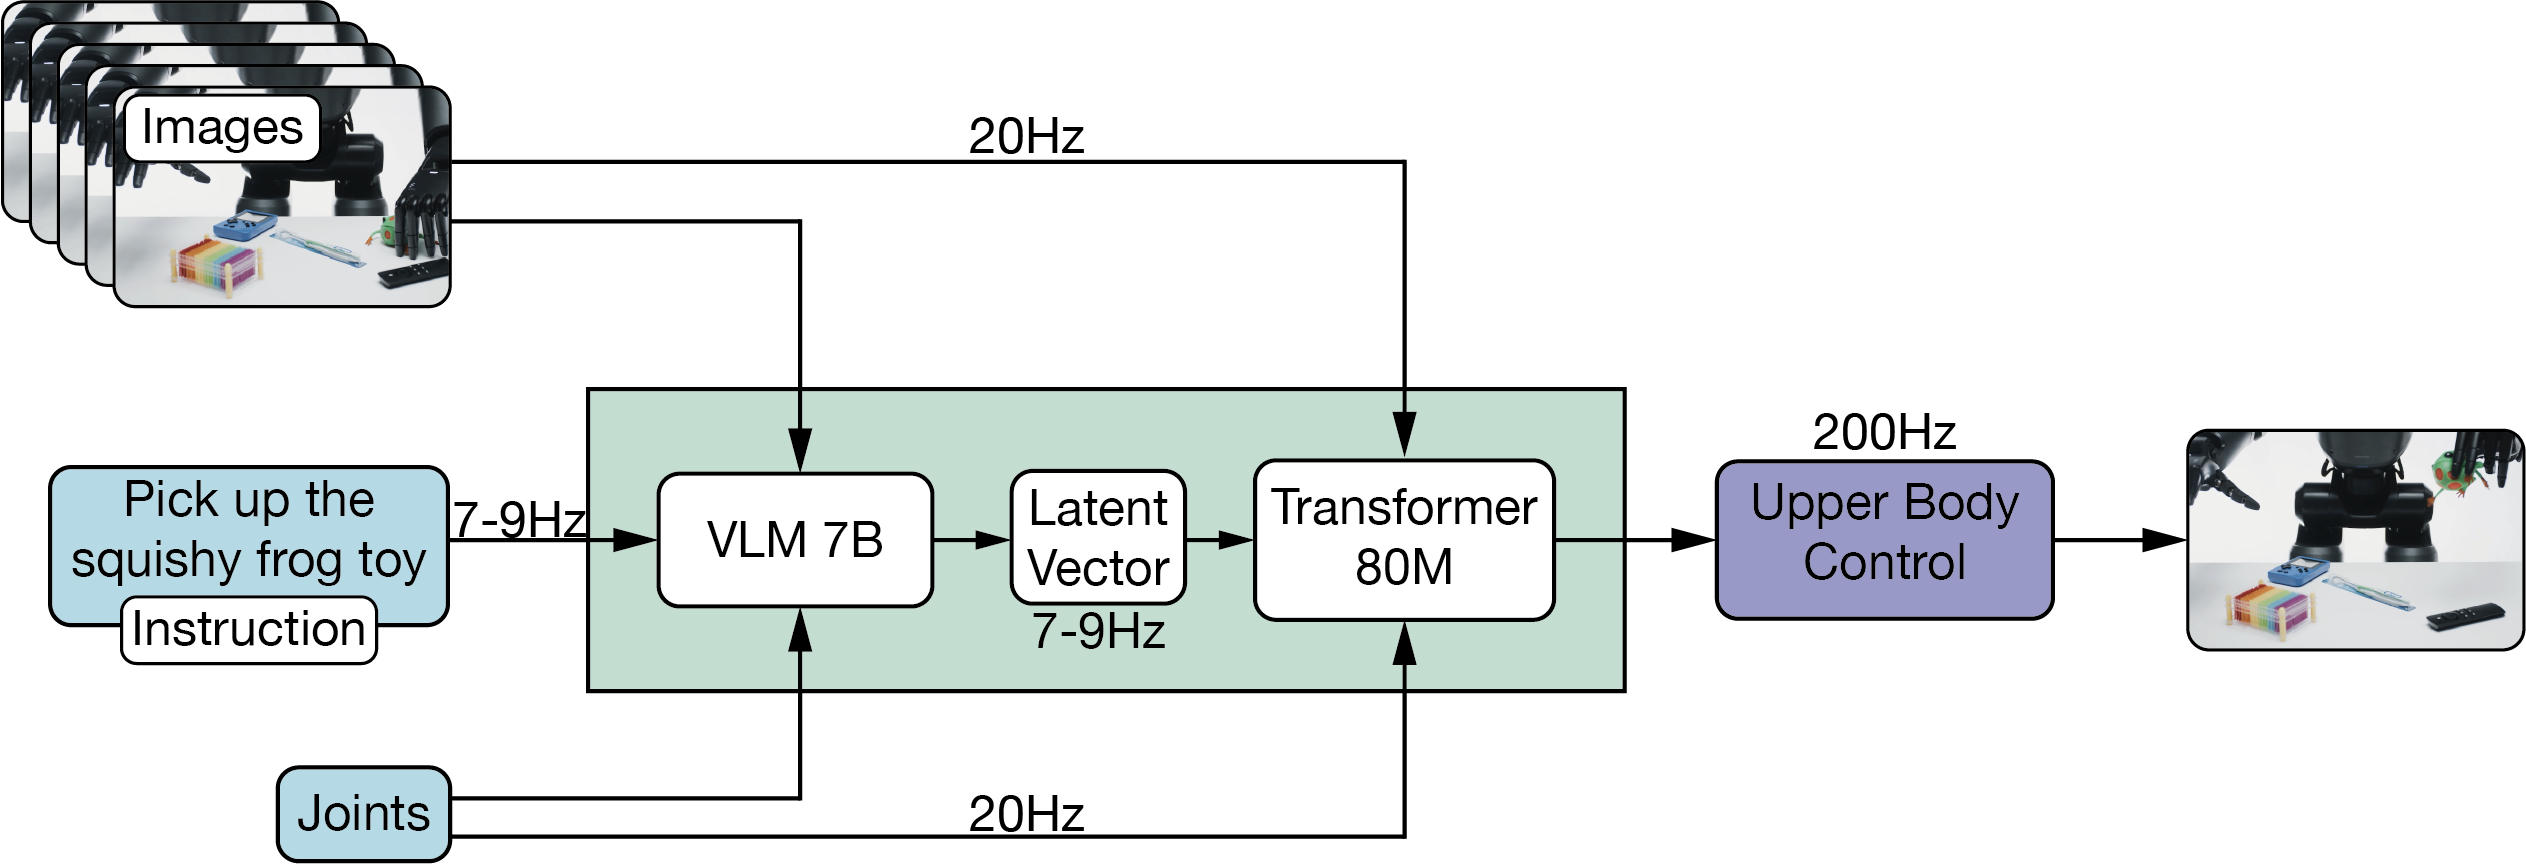 Images
20Hz
7-9Hz
Pick up the
squishy frog toy
Instruction
VLM 7B
Latent
Vector
7-9Hz
Transformer
80M
200Hz
Upper Body
Control
Joints
20Hz